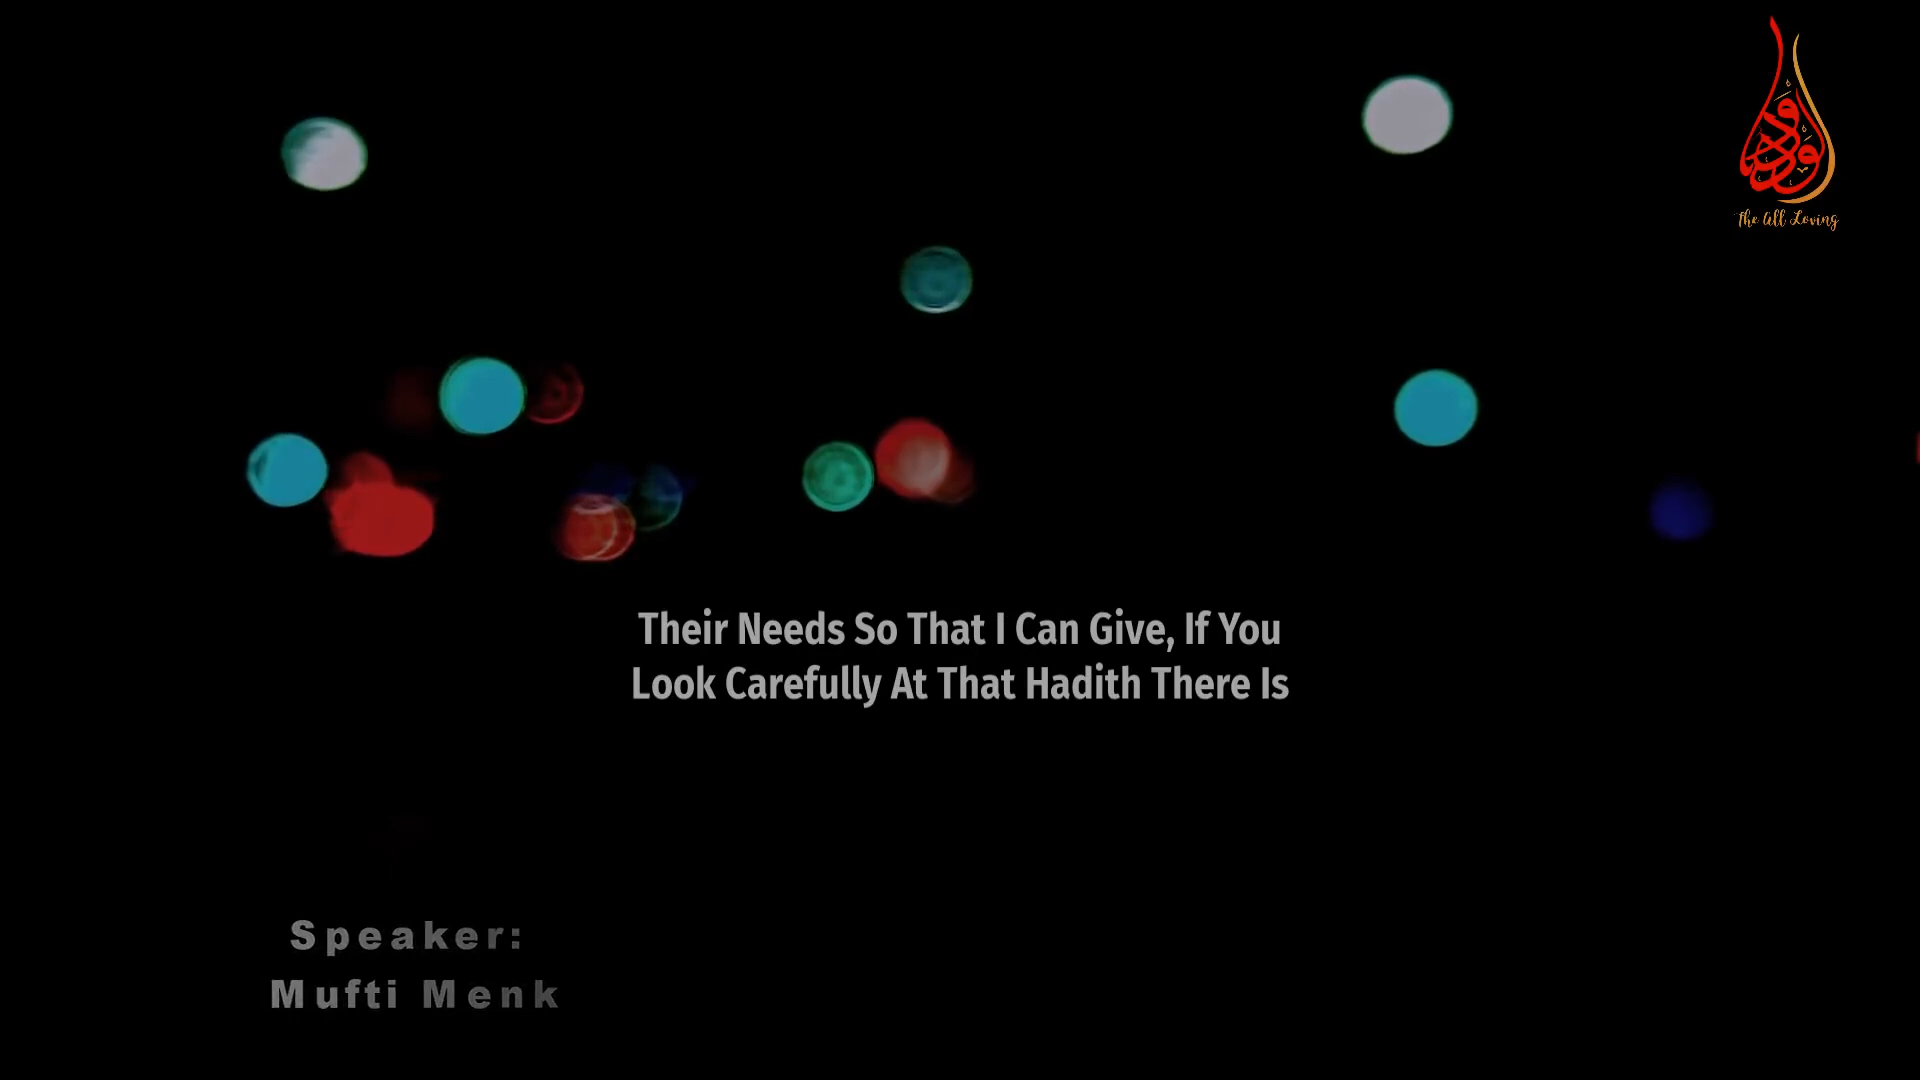 الودود
The All Loving
Their Needs So That I Can Give, If You
Look Carefully At That Hadith There Is
Speaker:
Mufti Menk